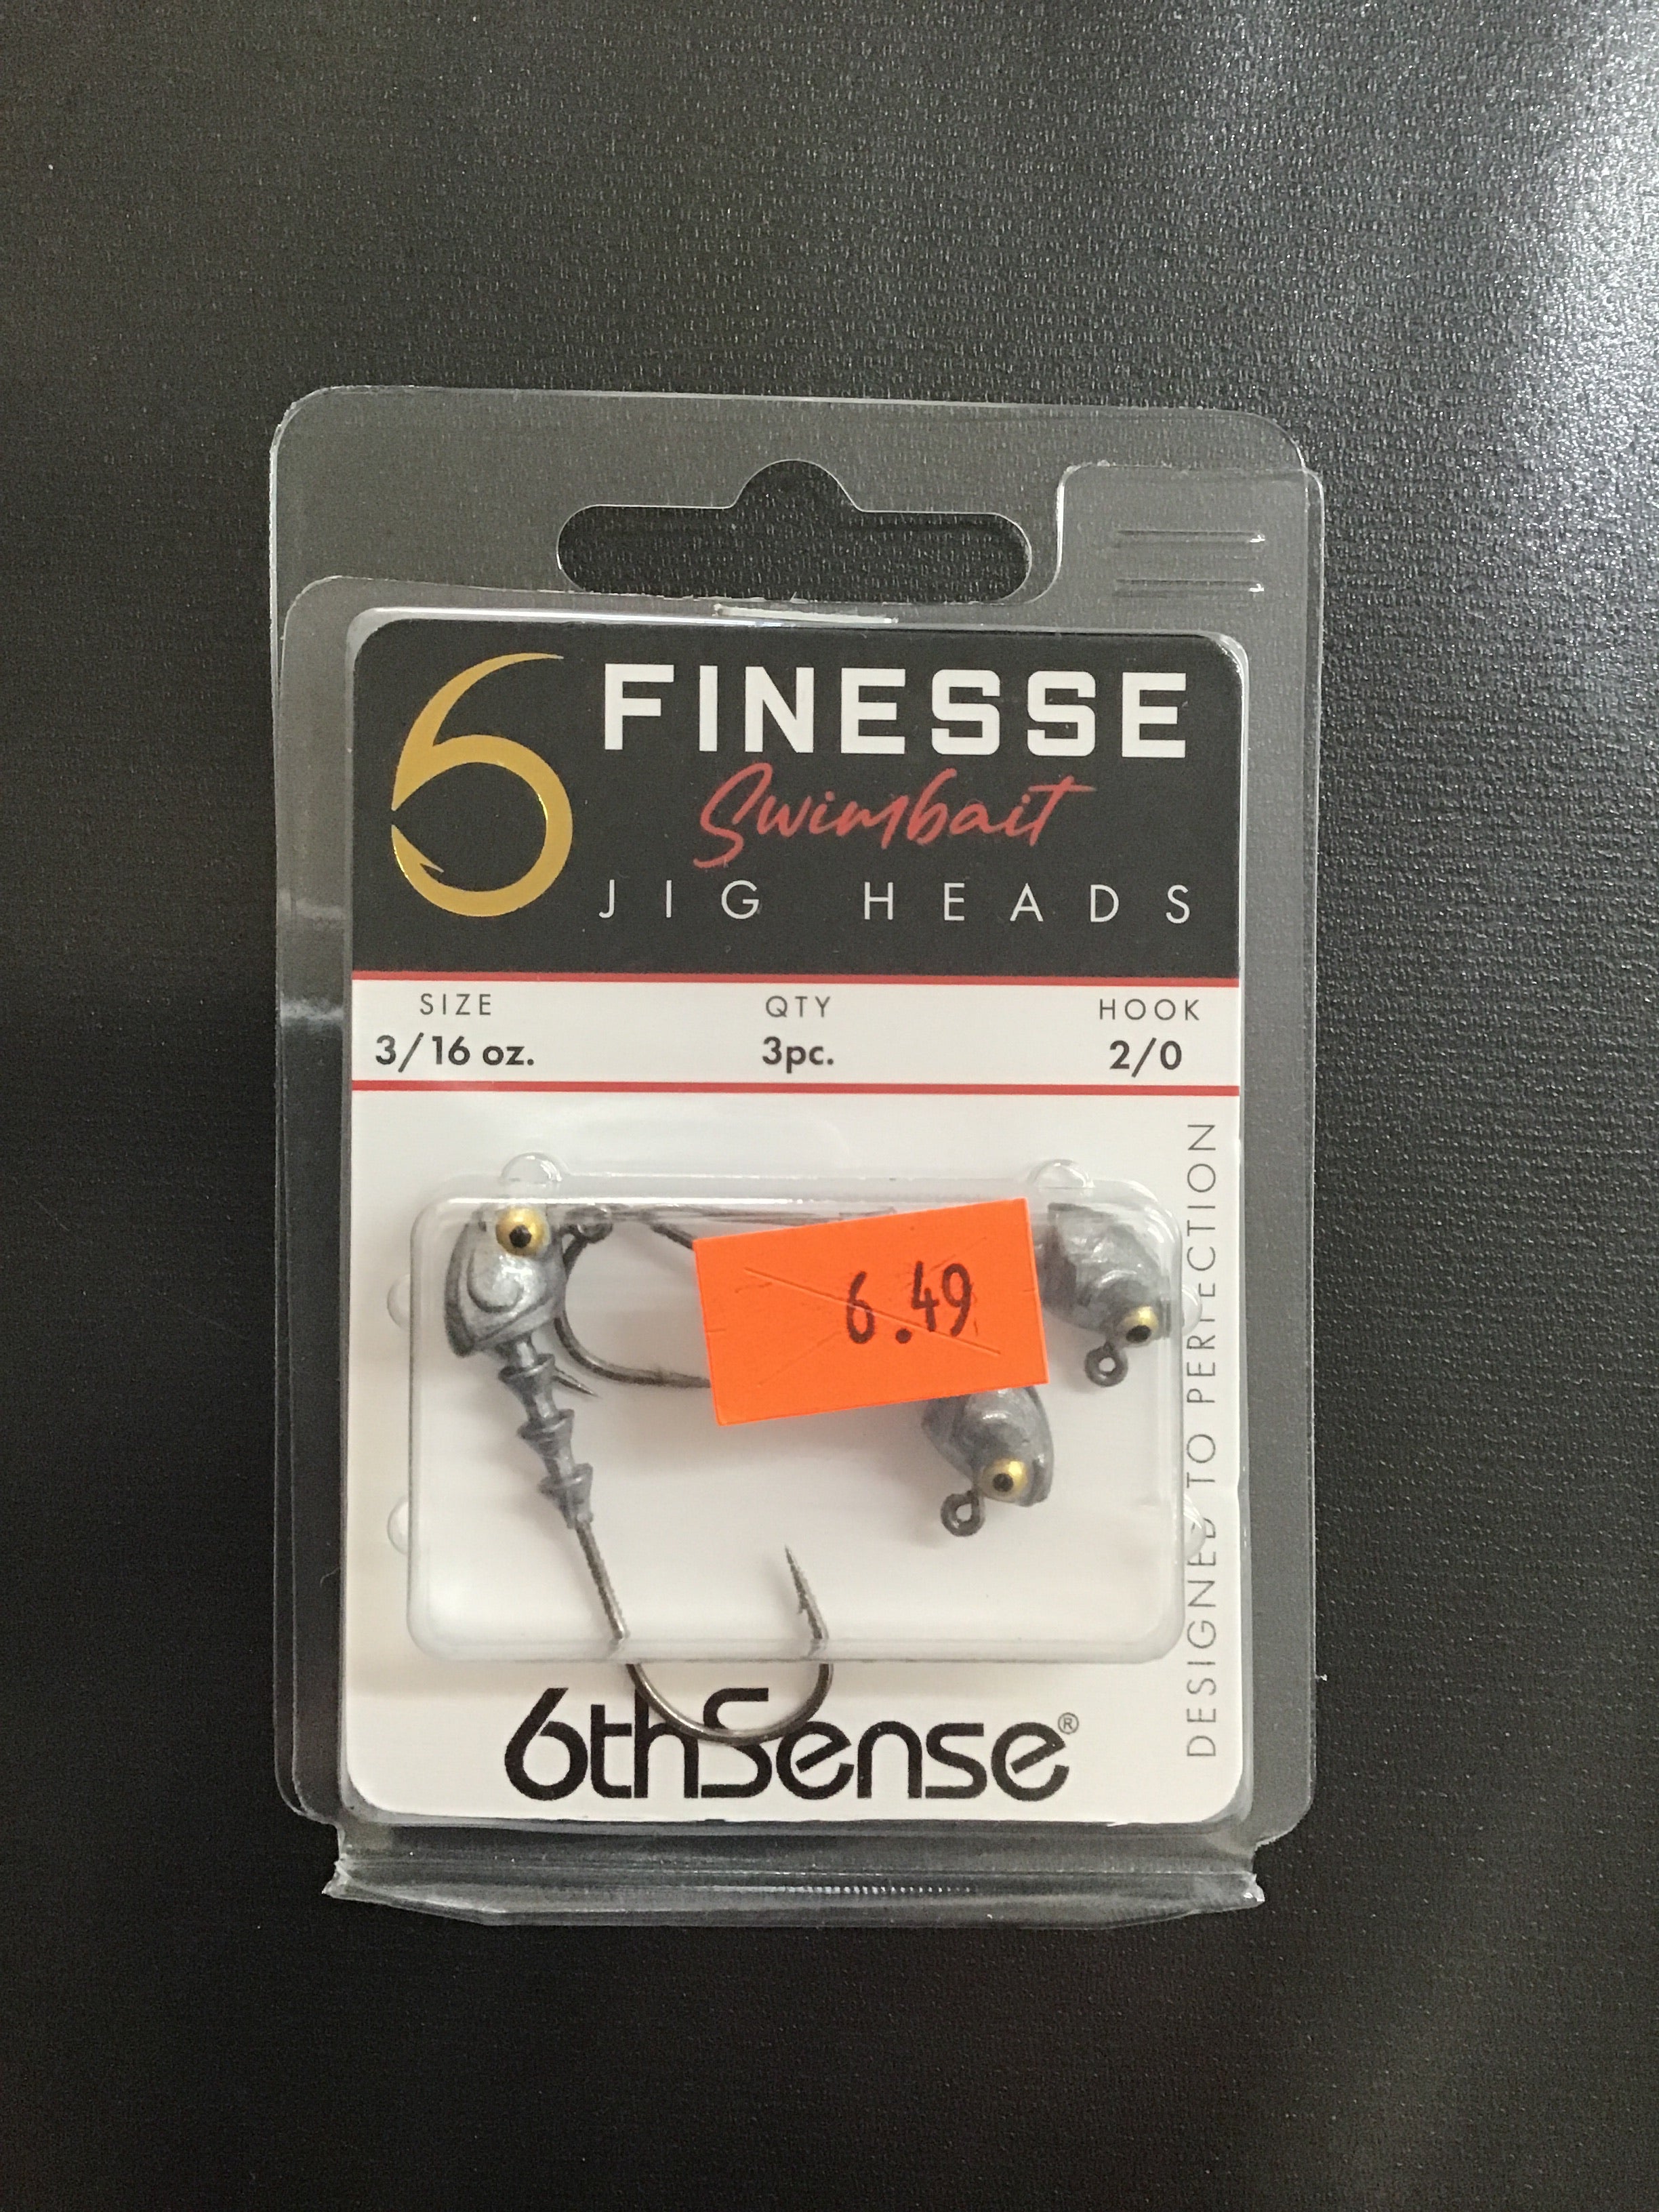 6 FINESSE
Swimbait
JIG HEADS
SIZE QTY HOOK
3/16 oz. 3pc. 2/0
6.49
DESIGNED TO PERFECTION
6thSense®